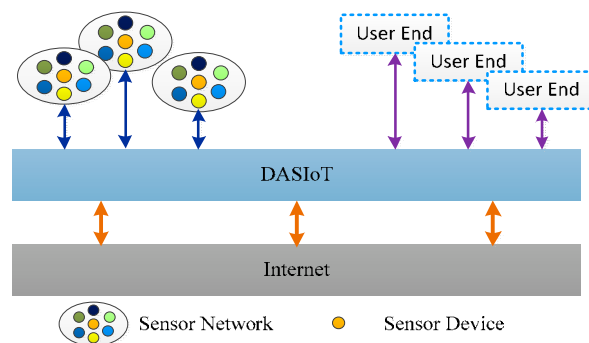 User End
User End
User End
DASIoT
Internet
Sensor Network
Sensor Device